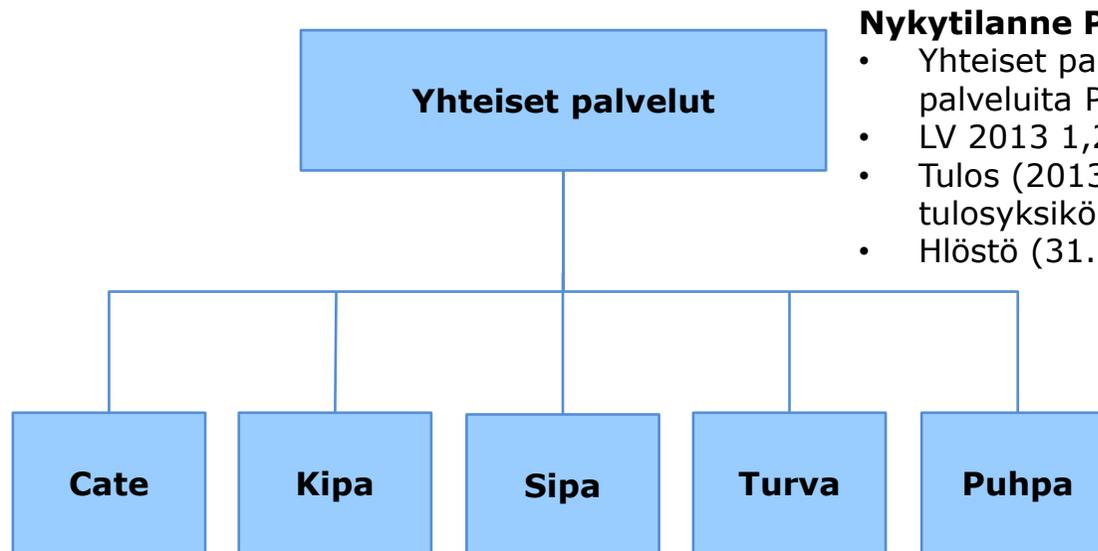 Yhteiset palvelut
Nykytilanne P
• Yhteiset pa
palveluita P
• LV 2013 1,2
• Tulos (2013
tulosyksikö
• Hlöstö (31.
Cate
Kipa
Sipa
Turva
Puhpa